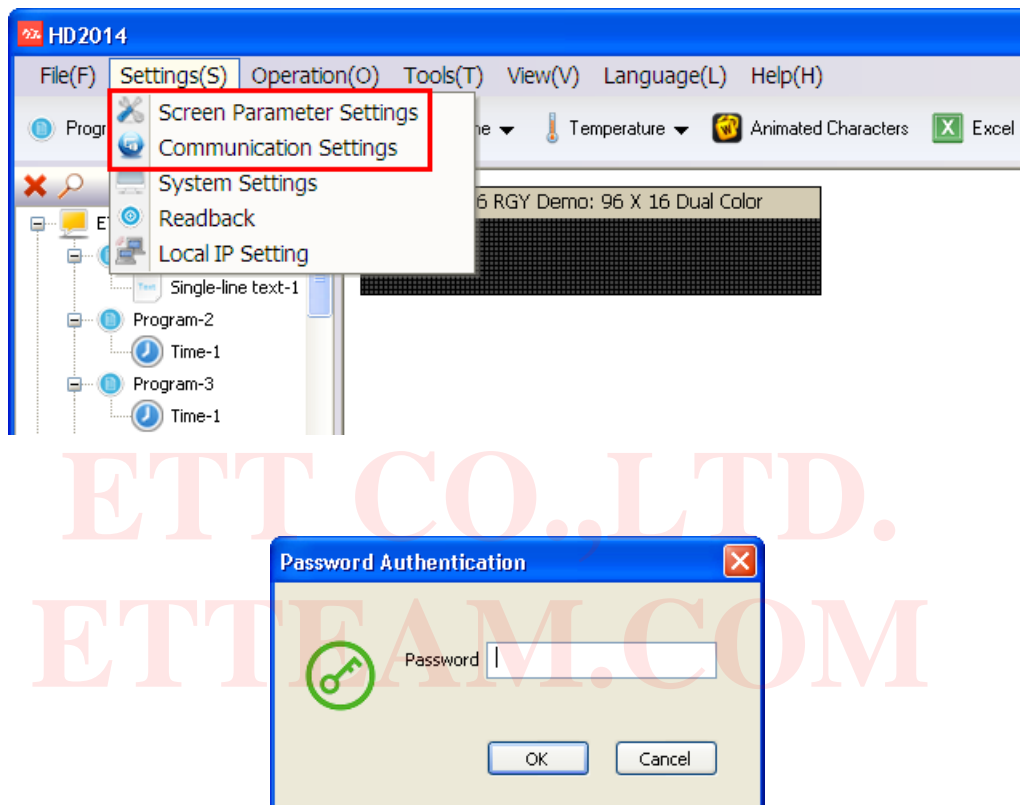 HD2014
File(F) Settings(S) Operation(O) Tools(T) View(V) Language(L) Help(H)
Screen Parameter Settings
Communication Settings
System Settings
Readback
Local IP Setting
Temperature
Animated Characters
Excel
6 RGY Demo: 96 X 16 Dual Color
Single-line text-1
Program-2
Time-1
Program-3
Time-1
ETT CO.,LTD.
Password Authentication
ETTEAM.COM
Password
OK Cancel